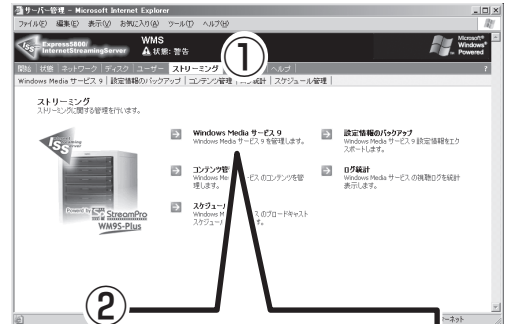 サーバー管理 - Microsoft Internet Explorer
ファイル(F) 編集(E) 表示(V) お気に入り(A) ツール(T) ヘルプ(H)
Express5800/
InternetStreamingServer
WMS
状態: 警告
Microsoft®
Windows®
Powered
開始 状態 ネットワーク ディスク ユーザー ストリーミング ヘルプ ?
Windows Media サービス 9 設定情報のバックアップ コンテンツ管理 統計 スケジュール管理
①
ストリーミング
ストリーミングに関する管理を行います。
Windows Media サービス 9
Windows Media サービス 9 を管理します。
設定情報のバックアップ
Windows Media サービス 9 設定情報をエク
スポートします。
コンテンツ管
Windows Me ービス のコンテンツを管
理します。
ログ統計
Windows Media サービス の視聴ログを統計
表示します。
スケジュー
Windows M ス のブロードキャスト
スケジュー す。
Iss
Streaming
Server
Powered by StreamPro
WM9S-Plus
②
ーネット